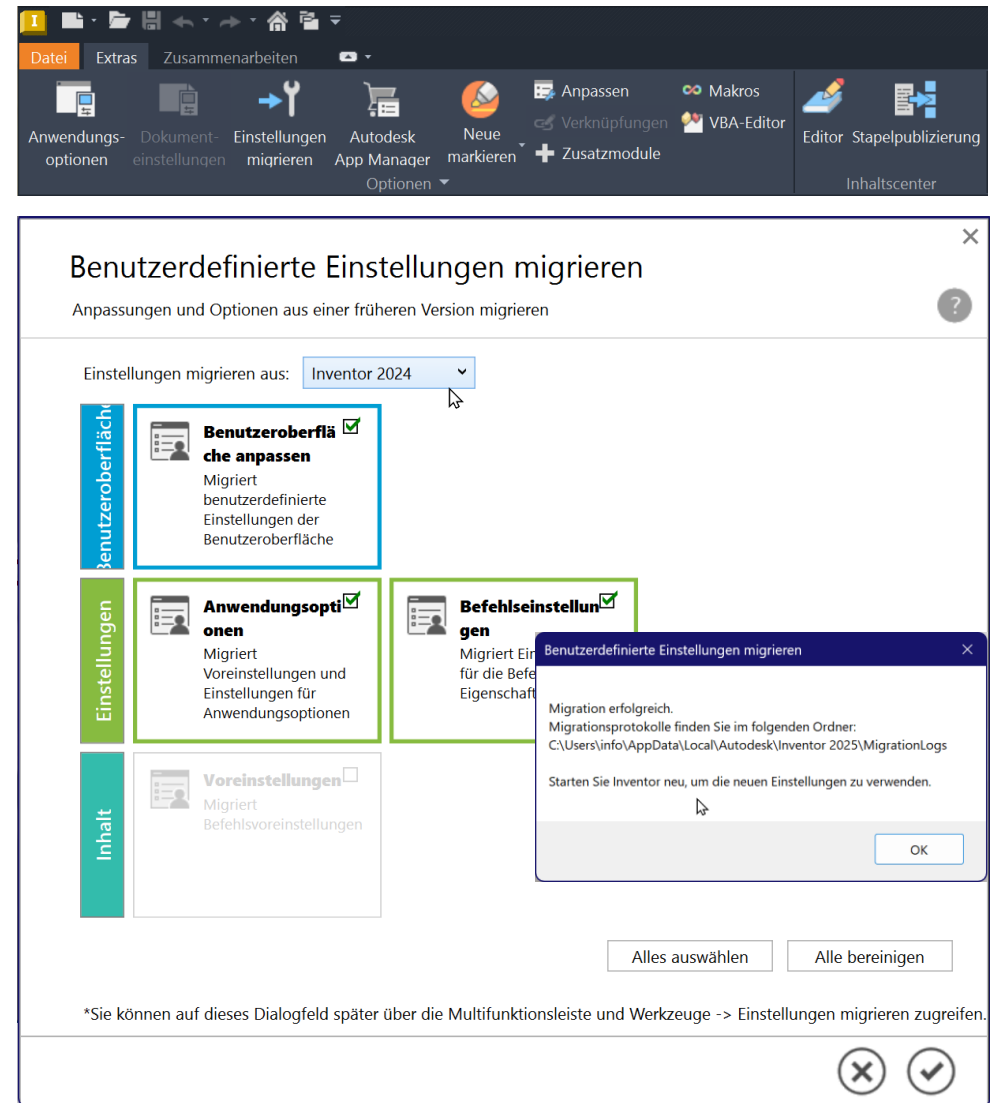 I
Datei Extras Zusammenarbeiten
Anwendungs-
optionen
Dokument-
einstellungen
Einstellungen
migrieren
Autodesk
App Manager
Neue
markieren
Anpassen
Verknüpfungen
Zusatzmodule
Makros
VBA-Editor
Optionen
Editor
Stapelpublizierung
Inhaltscenter
Benutzerdefinierte Einstellungen migrieren
Anpassungen und Optionen aus einer früheren Version migrieren
?
Einstellungen migrieren aus: Inventor 2024
Benutzeroberfläche
Benutzeroberflä
che anpassen
Migriert
benutzerdefinierte
Einstellungen der
Benutzeroberfläche
Einstellungen
Anwendungsopti
onen
Migriert
Voreinstellungen und
Einstellungen für
Anwendungsoptionen
Befehlseinstellun
gen
Migriert Ein
für die Befe
Eigenschaft
Benutzerdefinierte Einstellungen migrieren
Migration erfolgreich.
Migrationsprotokolle finden Sie im folgenden Ordner:
C:\Users\info\AppData\Local\Autodesk\Inventor 2025\MigrationLogs
Starten Sie Inventor neu, um die neuen Einstellungen zu verwenden.
OK
Inhalt
Voreinstellungen
Migriert
Befehlsvoreinstellungen
Alles auswählen
Alle bereinigen
*Sie können auf dieses Dialogfeld später über die Multifunktionsleiste und Werkzeuge -> Einstellungen migrieren zugreifen.